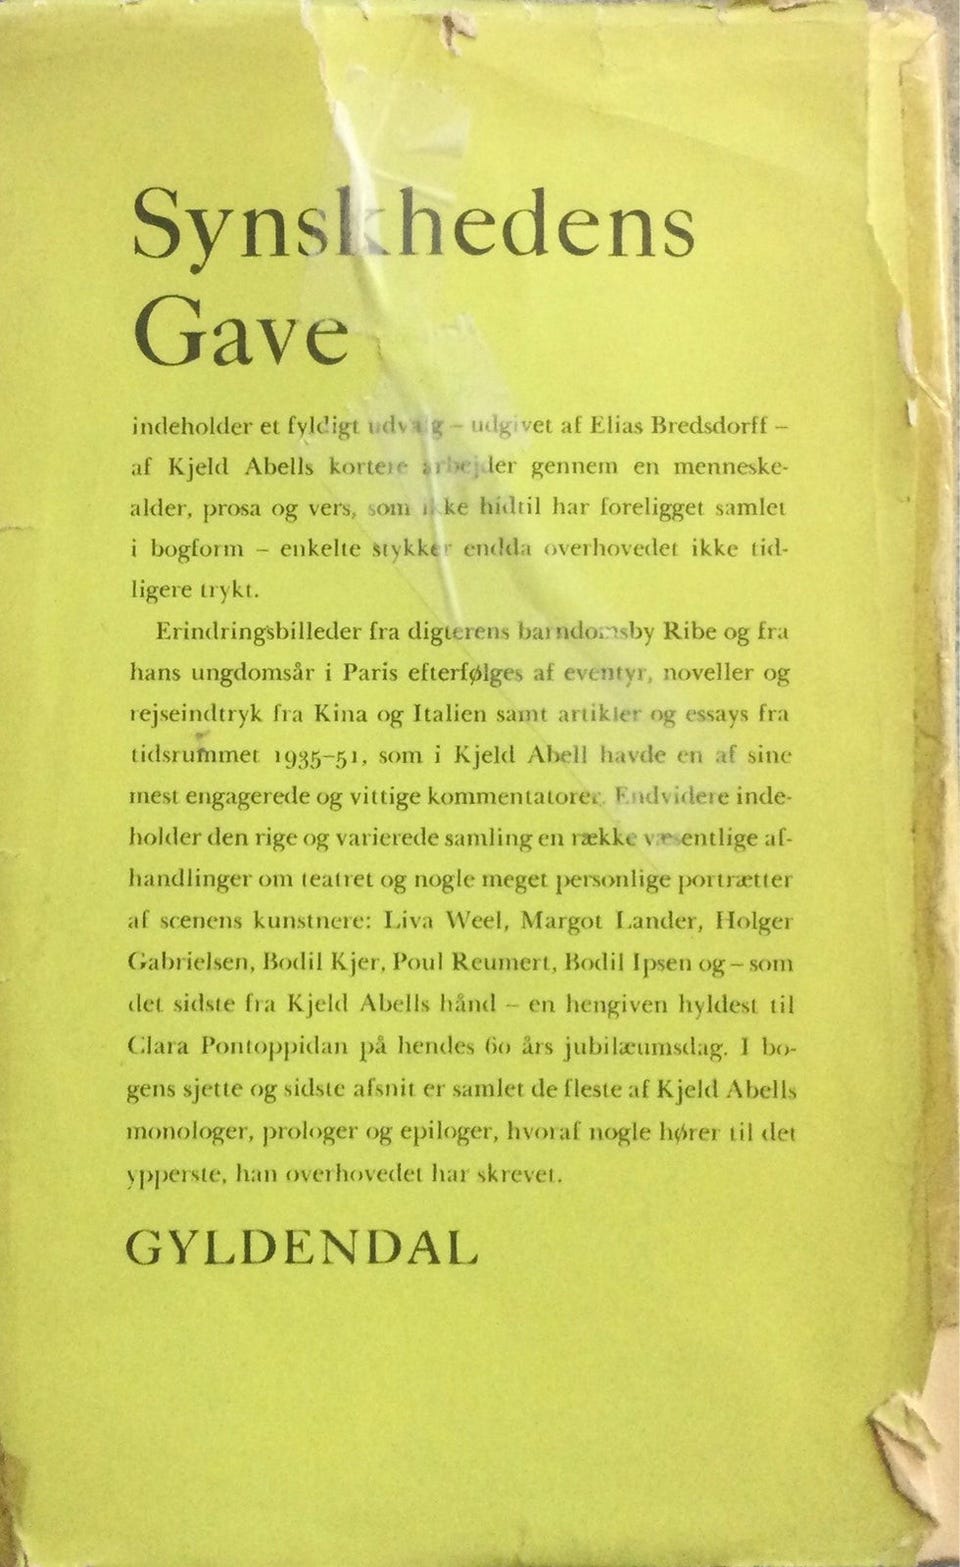 Synskhedens
Gave
indeholder et fyldigt udvalg – udgivet af Elias Bredsdorff –
af Kjeld Abells kortere arbejder gennem en menneske-
alder, prosa og vers, som ikke hidtil har foreligget samlet
i bogform – enkelte stykker endda overhovedet ikke tid-
ligere trykt.
Erindringsbilleder fra digterens barndomsby Ribe og fra
hans ungdomsår i Paris efterfølges af eventyr, noveller og
rejseindtryk fra Kina og Italien samt artikler og essays fra
tidsrummet 1935–51, som i Kjeld Abell havde en af sine
mest engagerede og vittige kommentatorer. Endvidere inde-
holder den rige og varierede samling en række væsentlige af-
handlinger om teatret og nogle meget personlige portrætter
af scenens kunstnere: Liva Weel, Margot Lander, Holger
Gabrielsen, Bodil Kjer, Poul Reumert, Bodil Ipsen og – som
det sidste fra Kjeld Abells hånd – en hengiven hyldest til
Clara Pontoppidan på hendes 60 års jubilæumsdag. I bo-
gens sjette og sidste afsnit er samlet de fleste af Kjeld Abells
monologer, prologer og epiloger, hvoraf nogle hører til det
ypperste, han overhovedet har skrevet.
GYLDENDAL